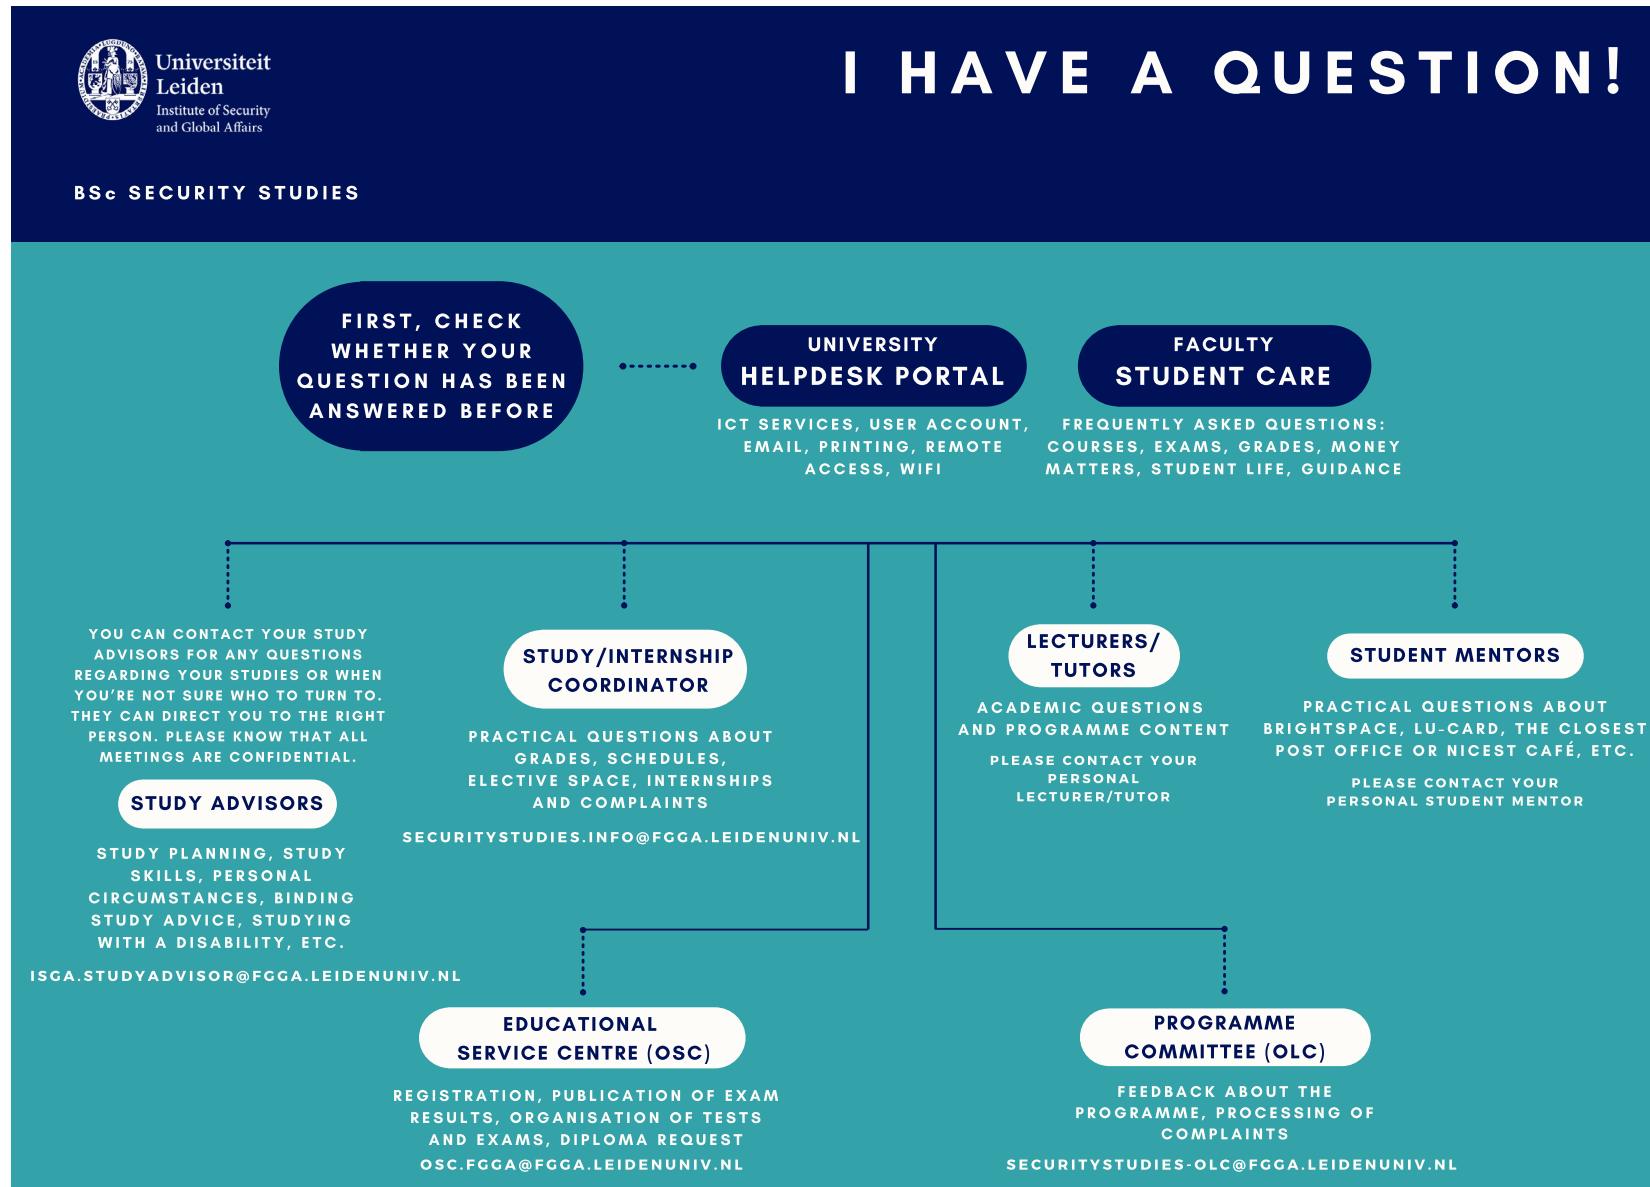 Universiteit
Leiden
Institute of Security
and Global Affairs
I HAVE A QUESTION!
BSc SECURITY STUDIES
FIRST, CHECK
WHETHER YOUR
QUESTION HAS BEEN
ANSWERED BEFORE
UNIVERSITY
HELPDESK PORTAL
ICT SERVICES, USER ACCOUNT,
EMAIL, PRINTING, REMOTE
ACCESS, WIFI
FACULTY
STUDENT CARE
FREQUENTLY ASKED QUESTIONS:
COURSES, EXAMS, GRADES, MONEY
MATTERS, STUDENT LIFE, GUIDANCE
YOU CAN CONTACT YOUR STUDY
ADVISORS FOR ANY QUESTIONS
REGARDING YOUR STUDIES OR WHEN
YOU'RE NOT SURE WHO TO TURN TO.
THEY CAN DIRECT YOU TO THE RIGHT
PERSON. PLEASE KNOW THAT ALL
MEETINGS ARE CONFIDENTIAL.
STUDY ADVISORS
STUDY PLANNING, STUDY
SKILLS, PERSONAL
CIRCUMSTANCES, BINDING
STUDY ADVICE, STUDYING
WITH A DISABILITY, ETC.
ISGA.STUDYADVISOR@FGGA.LEIDENUNIV.NL
STUDY/INTERNSHIP
COORDINATOR
PRACTICAL QUESTIONS ABOUT
GRADES, SCHEDULES,
ELECTIVE SPACE, INTERNSHIPS
AND COMPLAINTS
SECURITYSTUDIES.INFO@FGGA.LEIDENUNIV.NL
LECTURERS/
TUTORS
ACADEMIC QUESTIONS
AND PROGRAMME CONTENT
PLEASE CONTACT YOUR
PERSONAL
LECTURER/TUTOR
STUDENT MENTORS
PRACTICAL QUESTIONS ABOUT
BRIGHTSPACE, LU-CARD, THE CLOSEST
POST OFFICE OR NICEST CAFÉ, ETC.
PLEASE CONTACT YOUR
PERSONAL STUDENT MENTOR
EDUCATIONAL
SERVICE CENTRE (OSC)
REGISTRATION, PUBLICATION OF EXAM
RESULTS, ORGANISATION OF TESTS
AND EXAMS, DIPLOMA REQUEST
OSC.FGGA@FGGA.LEIDENUNIV.NL
PROGRAMME
COMMITTEE (OLC)
FEEDBACK ABOUT THE
PROGRAMME, PROCESSING OF
COMPLAINTS
SECURITYSTUDIES-OLC@FGGA.LEIDENUNIV.NL